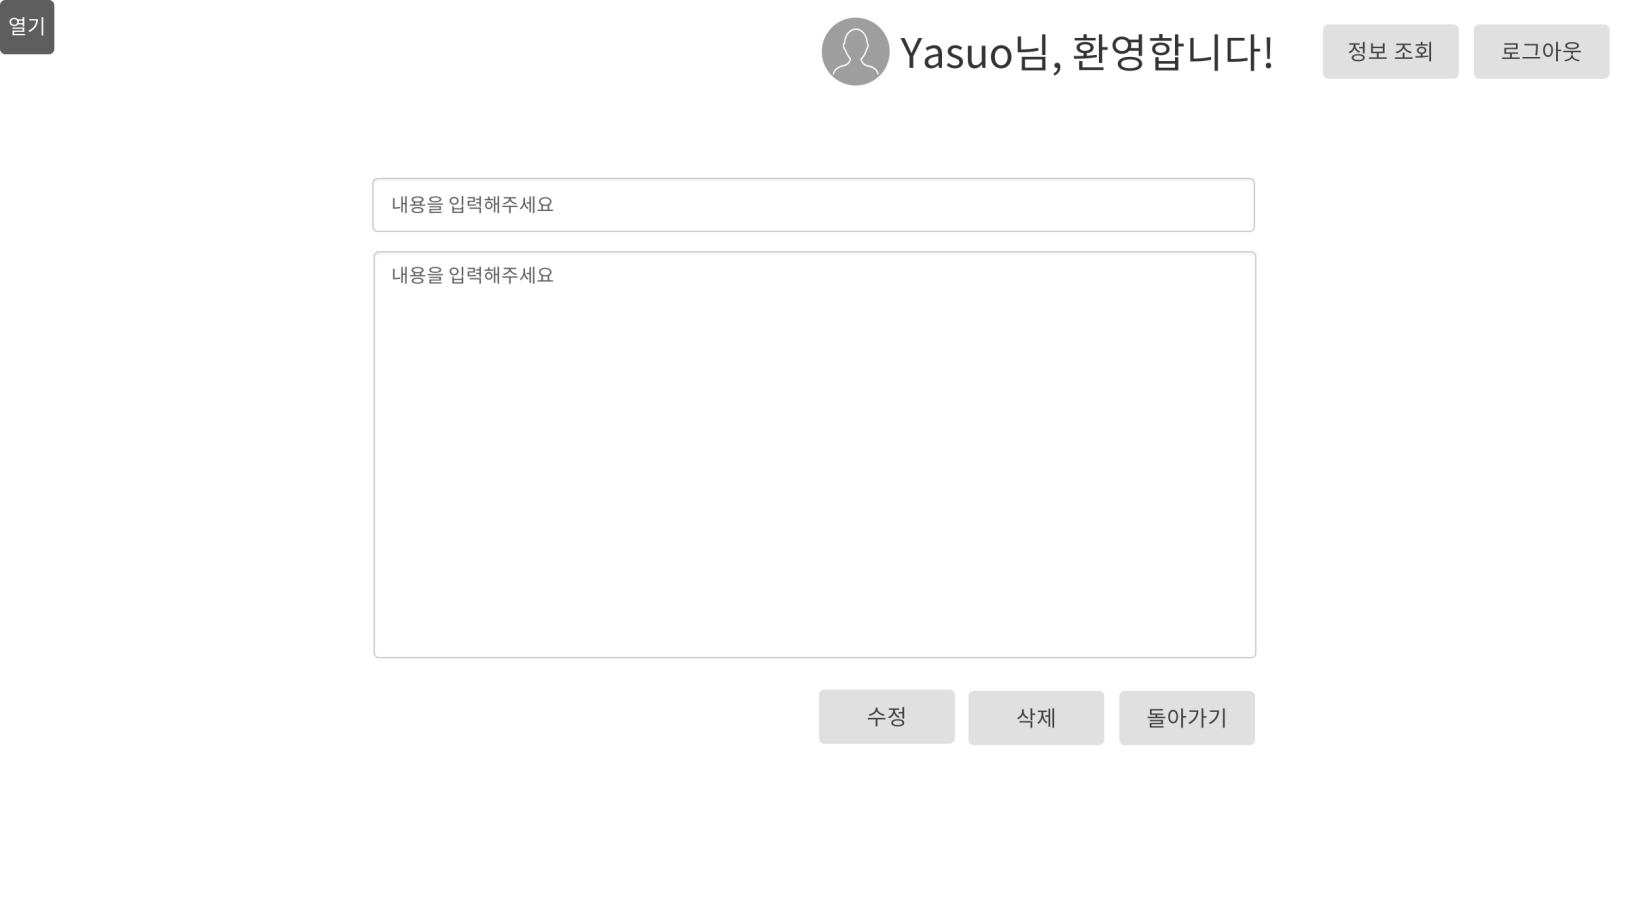 열기
Yasuo님, 환영합니다!
정보 조회
로그아웃
내용을 입력해주세요
내용을 입력해주세요
수정
삭제
돌아가기